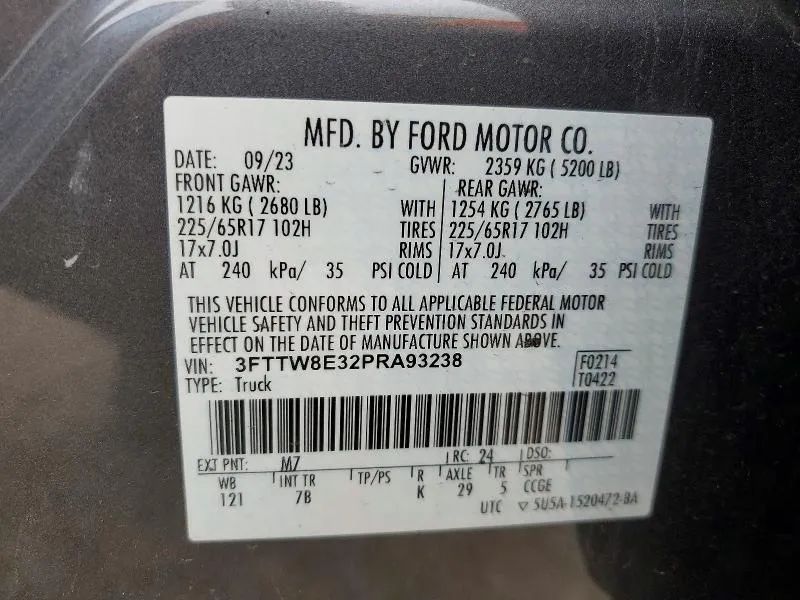 MFD. BY FORD MOTOR CO.
DATE: 09/23 GVWR: 2359 KG ( 5200 LB)
FRONT GAWR: REAR GAWR:
1216 KG ( 2680 LB) WITH 1254 KG ( 2765 LB) WITH
225/65R17 102H TIRES 225/65R17 102H TIRES
17x7.0J RIMS 17x7.0J RIMS
AT 240 kPa/ 35 PSI COLD AT 240 kPa/ 35 PSI COLD
THIS VEHICLE CONFORMS TO ALL APPLICABLE FEDERAL MOTOR
VEHICLE SAFETY AND THEFT PREVENTION STANDARDS IN
EFFECT ON THE DATE OF MANUFACTURE SHOWN ABOVE.
VIN: 3FTTW8E32PRA93238 F0214
TYPE: Truck T0422
EXT PNT: M7 RC: 24 DSO:
WB INT TR TP/PS R AXLE TR SPR
121 7B K 29 5 CCGE
UTC ▽ 5U5A-1520472-BA